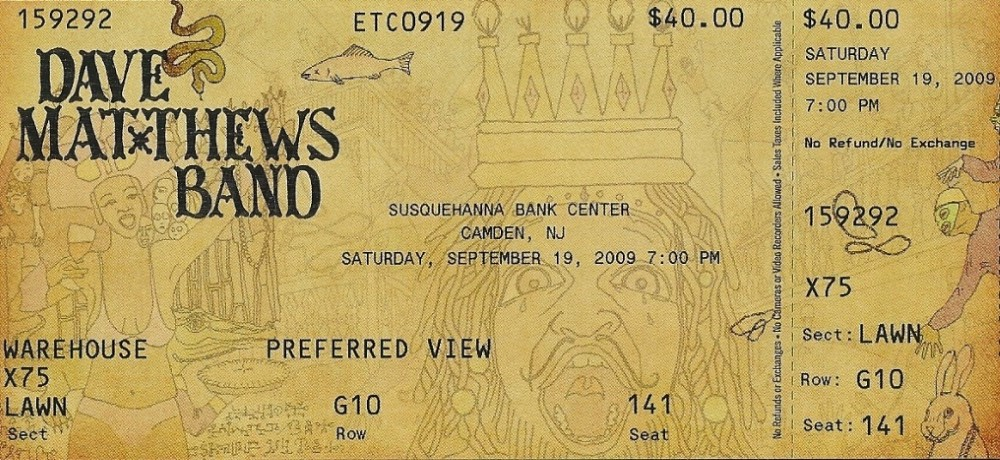 159292
ETC0919
$40.00
DAVE
MATTHEWS
BAND
SUSQUEHANNA BANK CENTER
CAMDEN, NJ
SATURDAY, SEPTEMBER 19, 2009 7:00 PM
WAREHOUSE
PREFERRED VIEW
X75
LAWN
G10
141
Sect
Row
Seat
No Refunds or Exchanges • No Cameras or Video Recorders Allowed • Sales Taxes Included Where Applicable
$40.00
SATURDAY
SEPTEMBER 19, 2009
7:00 PM
No Refund/No Exchange
159292
X75
Sect: LAWN
Row: G10
Seat: 141